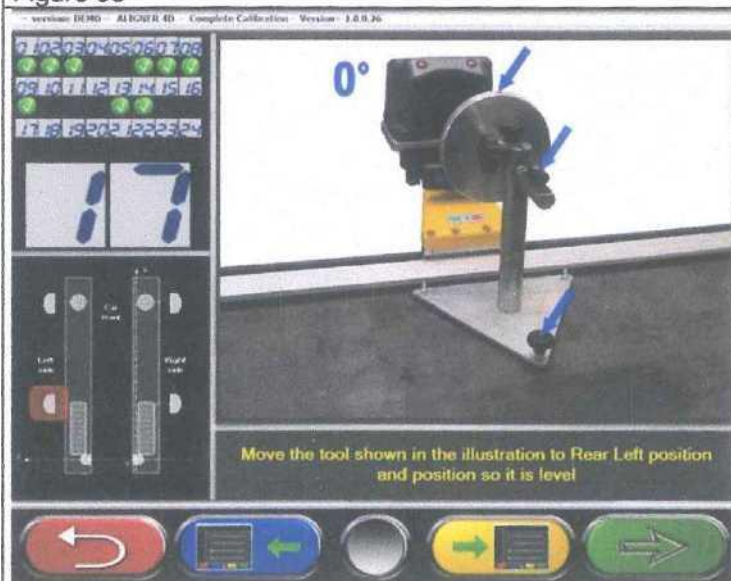 - versione DEMO - ALIGNER 4D - Complete Calibration - Version - 1.0.0.36
01 02 03 04 05 06 07 08
09 10 11 12 13 14 15 16
17 18 19 20 21 22 23 24
17
0°
Car
Front
Left
side
Right
side
Move the tool shown in the illustration to Rear Left position
and position so it is level